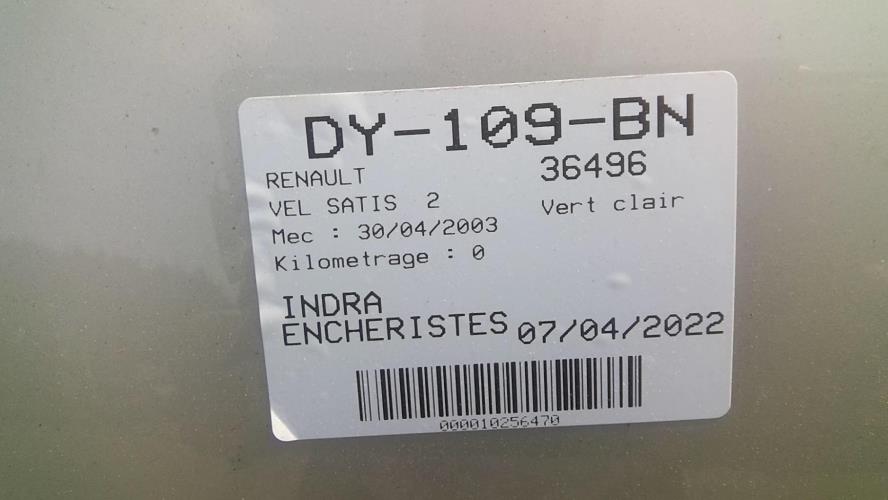 DY-109-BN
RENAULT 36496
VEL SATIS 2 Vert clair
Mec : 30/04/2003
Kilometrage : 0
INDRA
ENCHERISTES 07/04/2022
000010256470